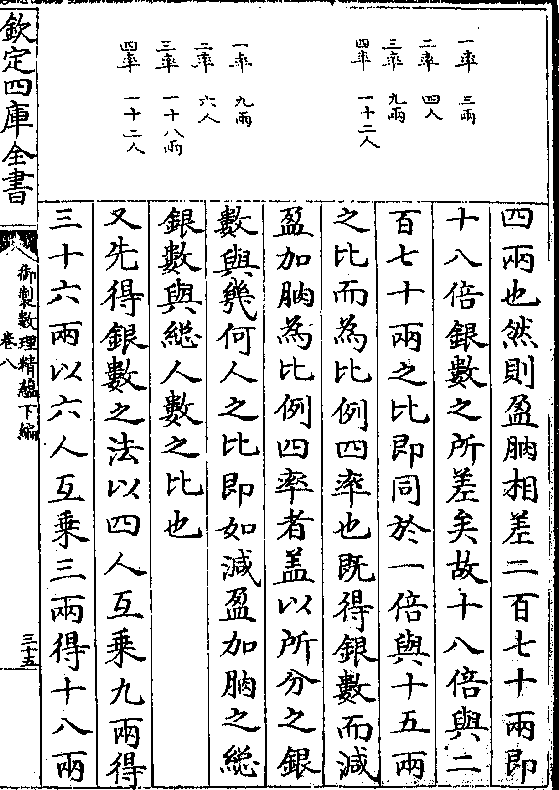 一率 三兩
二率 四人
三率 九兩
四率 一十二人
一率 九兩
二率 六人
三率 一十八兩
四率 一十二人
四兩也然則盈朒相差二百七十兩即
十八倍銀數之所差矣故十八倍與二
百七十兩之比即同於一倍與十五兩
之比而為比例四率也既得銀數而減
盈加朒為比例四率者蓋以所分之銀
數與幾何人之比即如減盈加朒之總
銀數與總人數之比也
又先得銀數之法以四人互乘九兩得
三十六兩以六人互乘三兩得十八兩
欽定四庫全書
御製數理精蘊下編
卷八
三十五